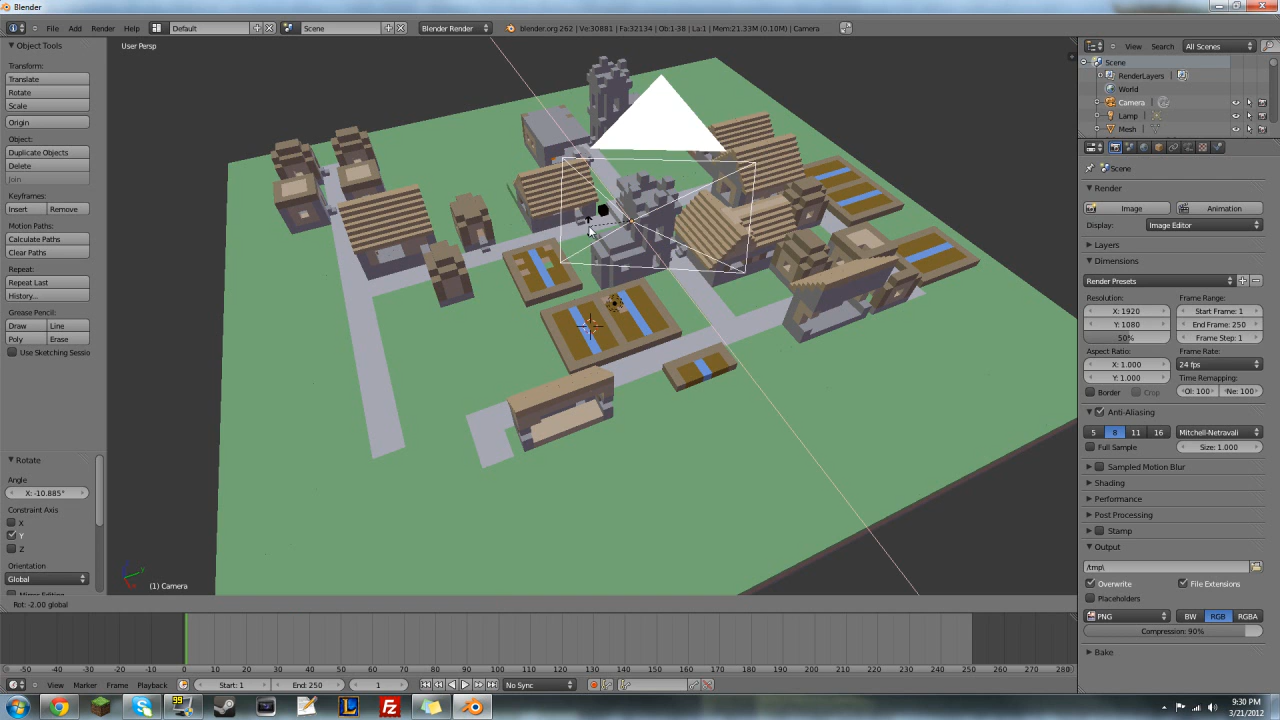 Blender
File Add Render Help Default Scene Blender Render blender.org 262 | Ve:30881 | Fa:32134 | Ob:1-38 | La:1 | Mem:21.33M (0.10M) | Camera
Object Tools
Transform:
Translate
Rotate
Scale
Origin
Object:
Duplicate Objects
Delete
Join
Keyframes:
Insert Remove
Motion Paths:
Calculate Paths
Clear Paths
Repeat:
Repeat Last
History...
Grease Pencil:
Draw Line
Poly Erase
Use Sketching Sessio
Rotate
Angle
X: -10.885°
Constraint Axis
X
Y
Z
Orientation
Global
User Persp
(1) Camera
Rot: -2.00 global
View Search All Scenes
Scene
RenderLayers
World
Camera
Lamp
Mesh
Scene
Render
Image Animation
Display: Image Editor
Layers
Dimensions
Render Presets
Resolution: Frame Range:
X: 1920 Start Frame: 1
Y: 1080 End Frame: 250
50% Frame Step: 1
Aspect Ratio: Frame Rate:
X: 1.000 24 fps
Y: 1.000 Time Remapping:
Border Crop Ol: 100 Ne: 100
Anti-Aliasing
5 8 11 16 Mitchell-Netravali
Full Sample Size: 1.000
Sampled Motion Blur
Shading
Performance
Post Processing
Stamp
Output
/tmp\
Overwrite File Extensions
Placeholders
PNG BW RGB RGBA
Compression: 90%
Bake
-50 -40 -30 -20 -10 0 10 20 30 40 50 60 70 80 90 100 110 120 130 140 150 160 170 180 190 200 210 220 230 240 250 260 270 280
View Marker Frame Playback Start: 1 End: 250 1 No Sync
99
9:30 PM
3/21/2012